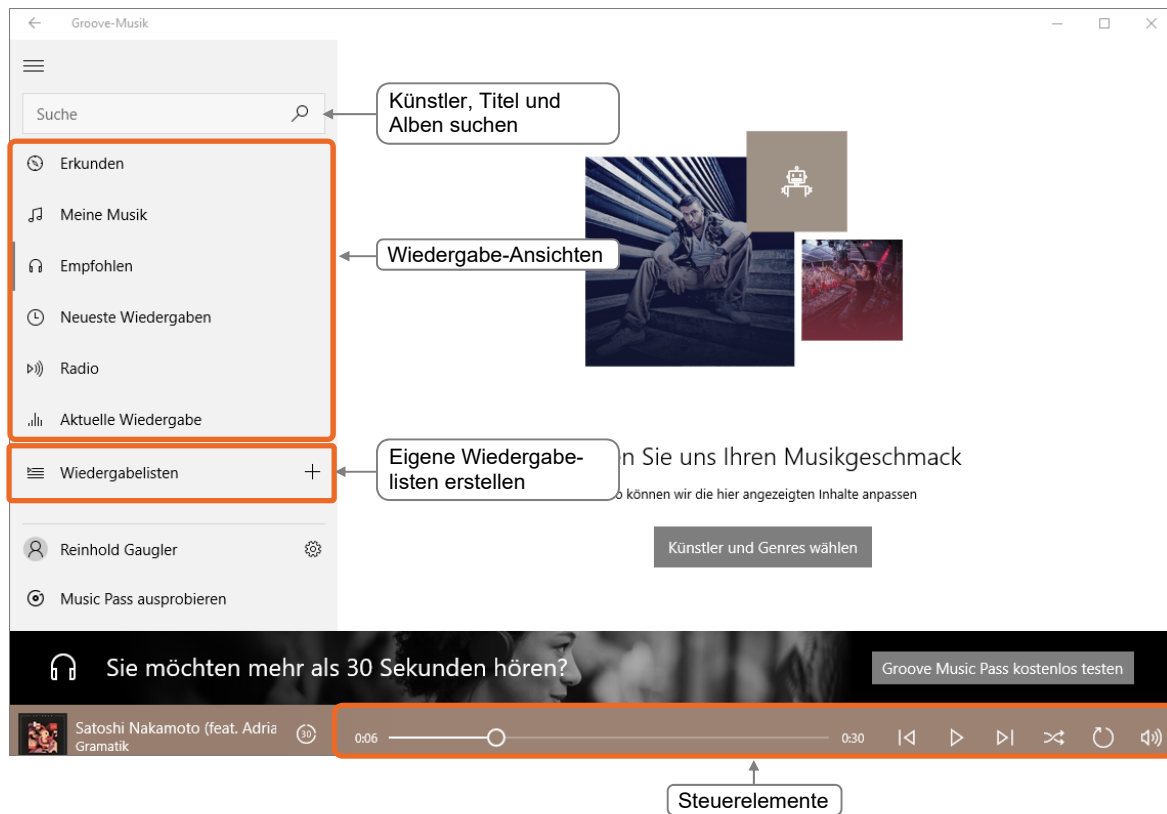 Groove-Musik
Suche
Künstler, Titel und
Alben suchen
Erkunden
Meine Musik
Wiedergabe-Ansichten
Empfohlen
Neueste Wiedergaben
Radio
Aktuelle Wiedergabe
Wiedergabelisten
Eigene Wiedergabe-
listen erstellen
n Sie uns Ihren Musikgeschmack
o können wir die hier angezeigten Inhalte anpassen
Künstler und Genres wählen
Reinhold Gaugler
Music Pass ausprobieren
Sie möchten mehr als 30 Sekunden hören?
Groove Music Pass kostenlos testen
Satoshi Nakamoto (feat. Adria
Gramatik
30
0:06
0:30
Steuerelemente